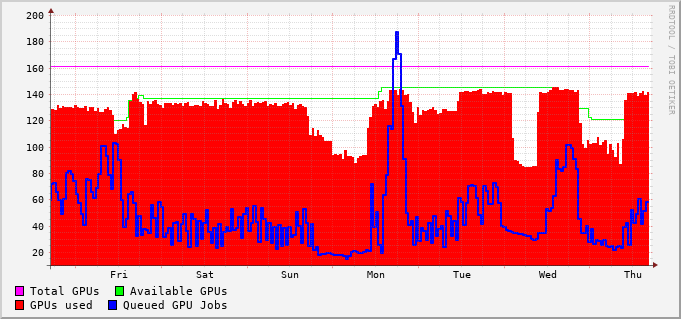 200
180
160
140
120
100
80
60
40
20
Fri Sat Sun Mon Tue Wed Thu
Total GPUs Available GPUs
GPUs used Queued GPU Jobs
RRDTOOL / TOBI OETIKER